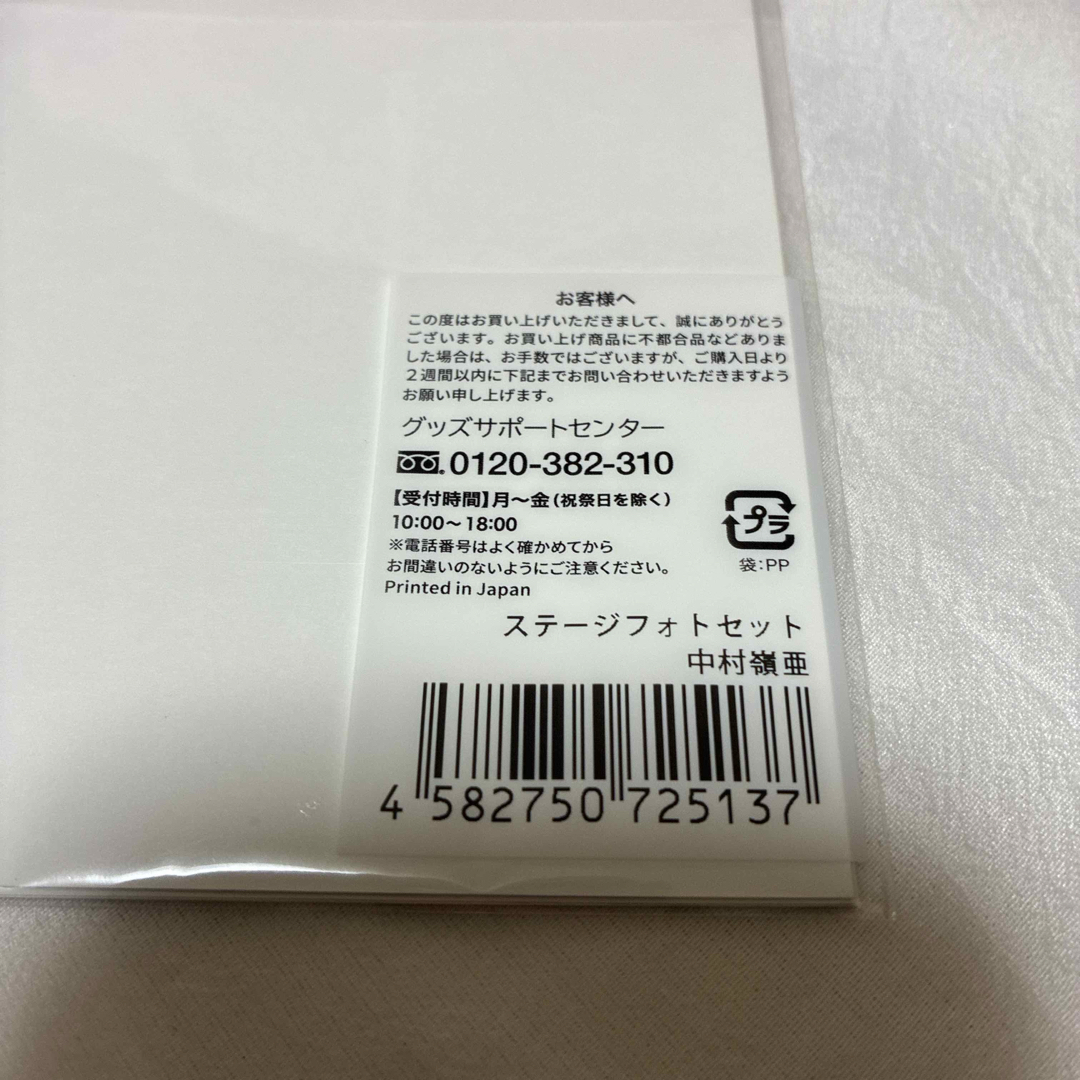 お客様へ
この度はお買い上げいただきまして、誠にありがとう
ございます。お買い上げ商品に不都合品などありま
した場合は、お手数ではございますが、ご購入日より
2週間以内に下記までお問い合わせいただきますよう
お願い申し上げます。
グッズサポートセンター
0120-382-310
【受付時間】月〜金(祝祭日を除く)
10:00〜18:00
※電話番号はよく確かめてから
お間違いのないようにご注意ください。
Printed in Japan
プラ
袋:PP
ステージフォトセット
中村嶺亜
4 582750 725137